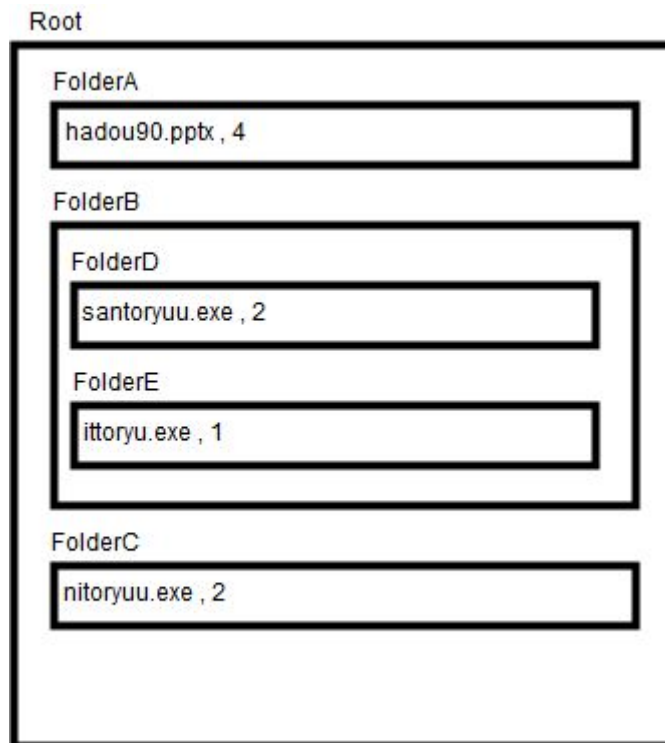 Root
FolderA
hadou90.pptx , 4
FolderB
FolderD
santoryuu.exe , 2
FolderE
ittoryu.exe , 1
FolderC
nitoryuu.exe , 2